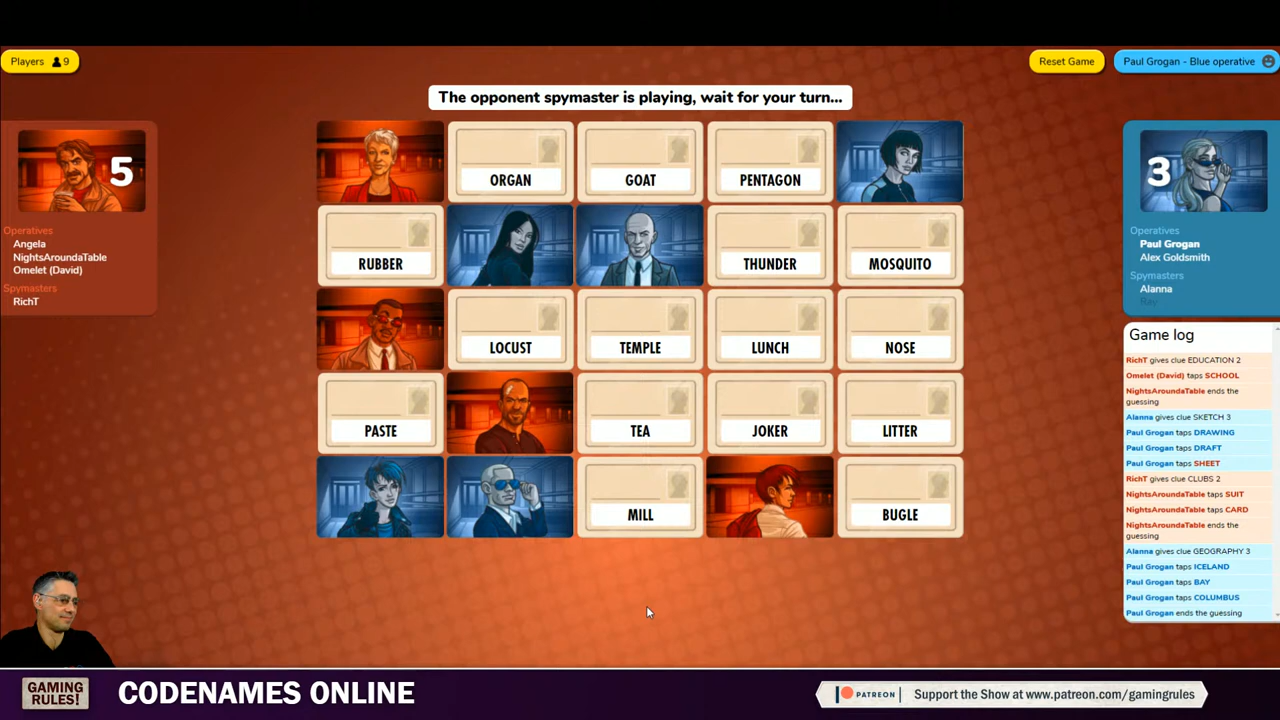 Players 9
Reset Game
Paul Grogan - Blue operative
The opponent spymaster is playing, wait for your turn...
5
Operatives
Angela
NightsAroundaTable
Omelet (David)
Spymasters
RichT
ORGAN
GOAT
PENTAGON
RUBBER
THUNDER
MOSQUITO
LOCUST
TEMPLE
LUNCH
NOSE
PASTE
TEA
JOKER
LITTER
MILL
BUGLE
3
Operatives
Paul Grogan
Alex Goldsmith
Spymasters
Alanna
Ray
Game log
RichT gives clue EDUCATION 2
Omelet (David) taps SCHOOL
NightsAroundaTable ends the
guessing
Alanna gives clue SKETCH 3
Paul Grogan taps DRAWING
Paul Grogan taps DRAFT
Paul Grogan taps SHEET
RichT gives clue CLUBS 2
NightsAroundaTable taps SUIT
NightsAroundaTable taps CARD
NightsAroundaTable ends the
guessing
Alanna gives clue GEOGRAPHY 3
Paul Grogan taps ICELAND
Paul Grogan taps BAY
Paul Grogan taps COLUMBUS
Paul Grogan ends the guessing
GAMING
RULES!
CODENAMES ONLINE
PATREON
Support the Show at www.patreon.com/gamingrules